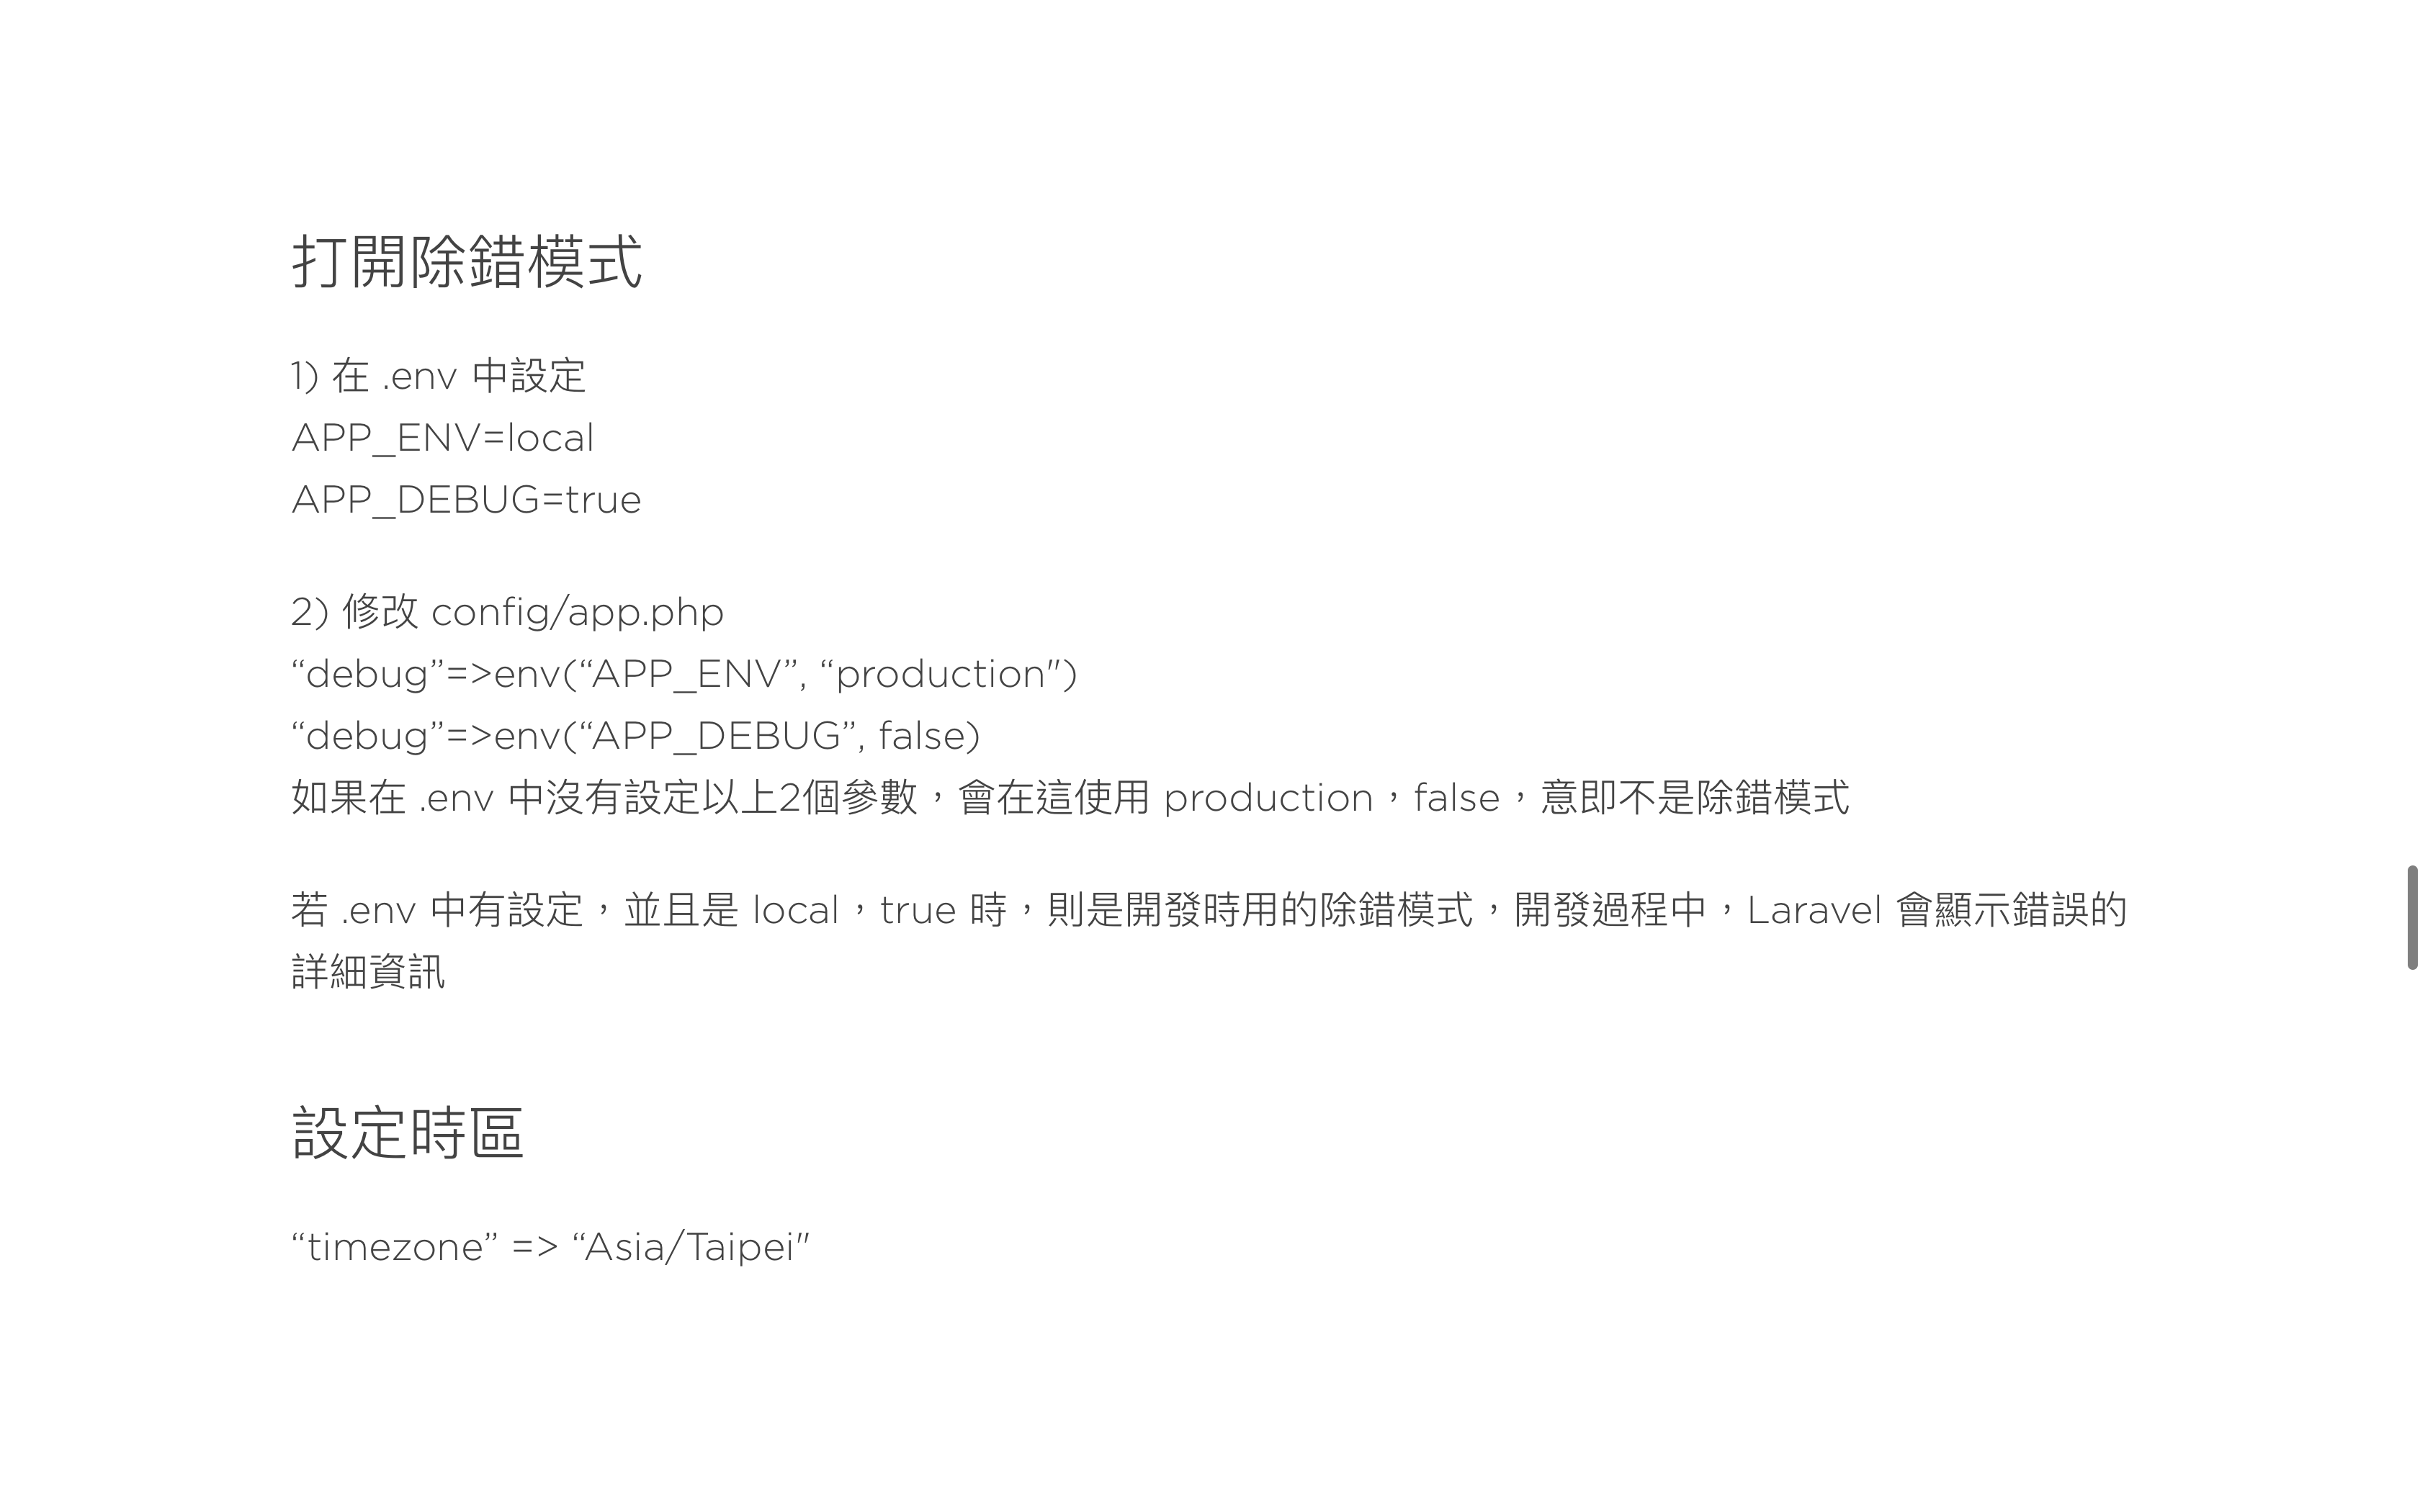 打開除錯模式
1) 在 .env 中設定
APP_ENV=local
APP_DEBUG=true
2) 修改 config/app.php
“debug”=>env(“APP_ENV”, “production")
“debug”=>env(“APP_DEBUG”, false)
如果在 .env 中沒有設定以上2個參數，會在這使用 production，false，意即不是除錯模式
若 .env 中有設定，並且是 local，true 時，則是開發時用的除錯模式，開發過程中，Laravel 會顯示錯誤的
詳細資訊
設定時區
“timezone” => “Asia/Taipei"